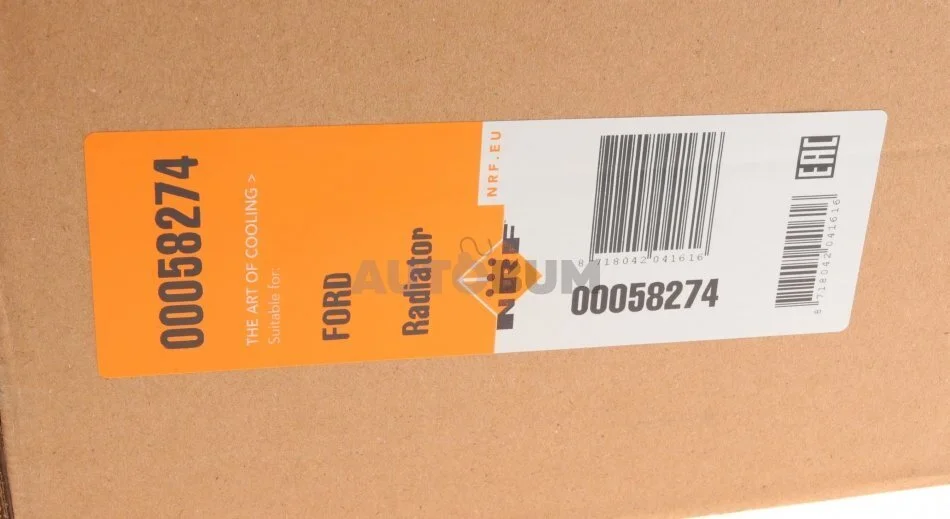 00058274
THE ART OF COOLING >
Suitable for:
FORD
Radiator
NRF.EU
NRF
8 718042 041616
00058274
EAC
8 718042 041616
AUTOBUM